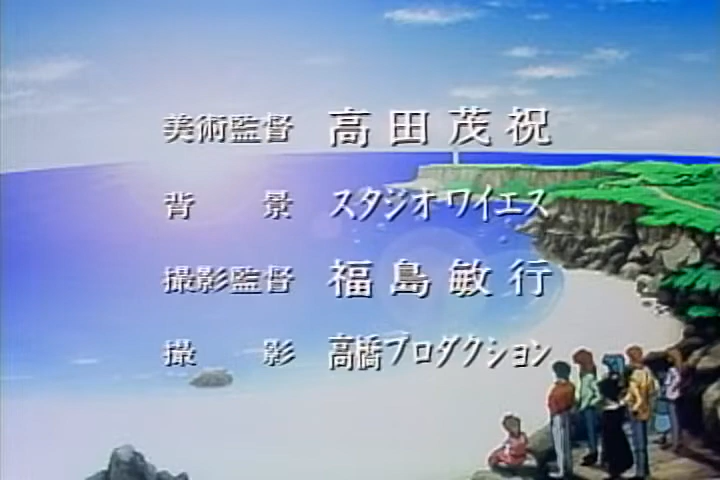 美術監督 高田茂祝
背景 スタジオワイエス
撮影監督 福島敏行
撮影 高橋プロダクション